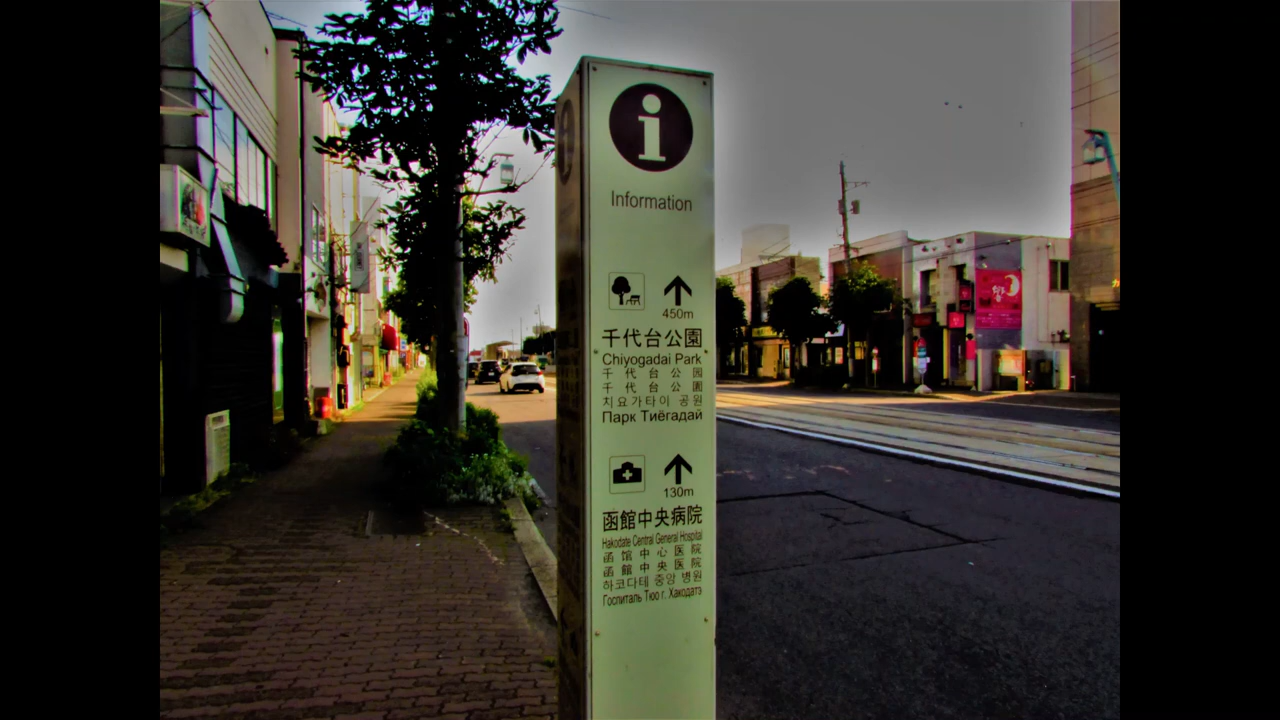 i
Information
450m
千代台公園
Chiyogadai Park
千代台公园
千代台公園
치요가타이 공원
Парк Тиёгадай
130m
函館中央病院
Hakodate Central General Hospital
函馆中心医院
函館中央医院
하코다테 중앙 병원
Госпиталь Тюо г. Хакодатэ